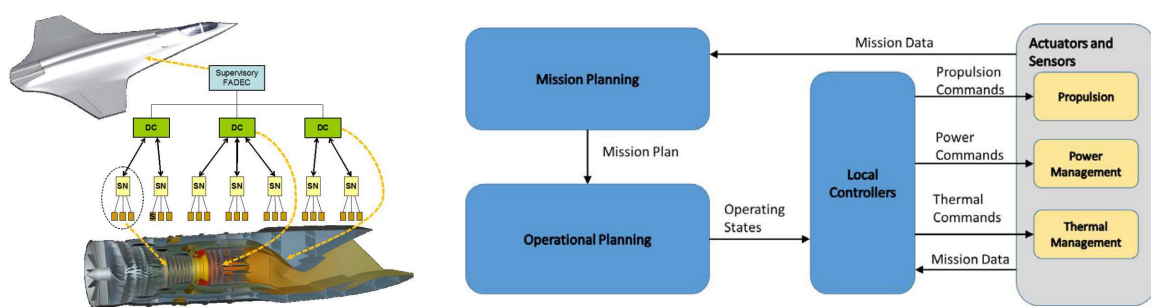 Supervisory
FADEC
DC
DC
DC
SN
SN
SN
SN
SN
SN
SN
S
Mission Planning
Mission Plan
Operational Planning
Operating
States
Local
Controllers
Mission Data
Actuators and
Sensors
Propulsion
Commands
Propulsion
Power
Commands
Power
Management
Thermal
Commands
Thermal
Management
Mission Data